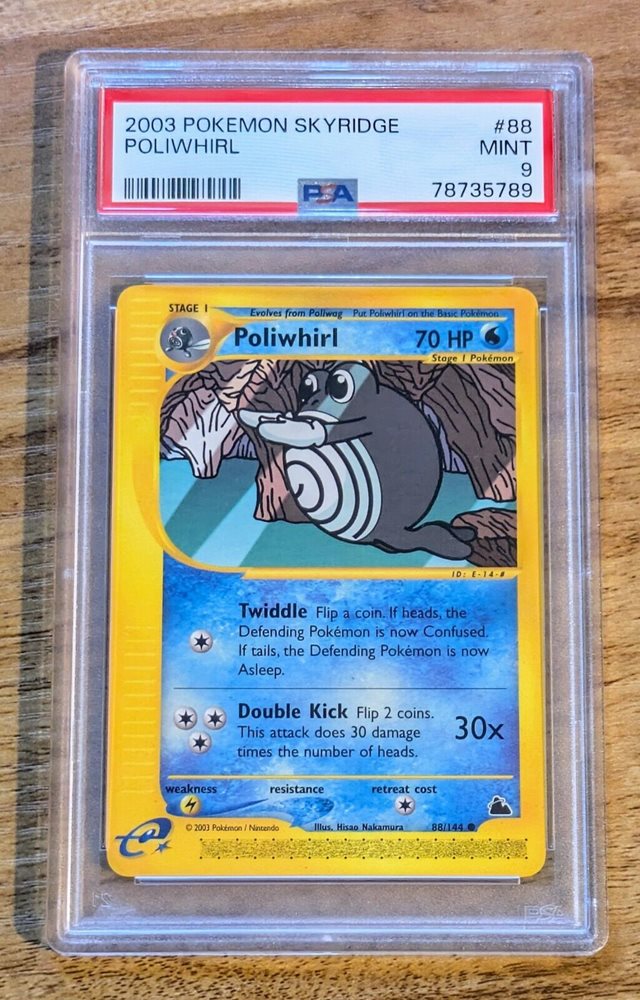 2003 POKEMON SKYRIDGE #88
POLIWHIRL MINT
9
PSA 78735789
STAGE 1 Evolves from Poliwag Put Poliwhirl on the Basic Pokémon
Poliwhirl 70 HP
Stage 1 Pokémon
ID: E-14-#
Twiddle Flip a coin. If heads, the
Defending Pokémon is now Confused.
If tails, the Defending Pokémon is now
Asleep.
Double Kick Flip 2 coins.
This attack does 30 damage
times the number of heads.
30x
weakness resistance retreat cost
© 2003 Pokémon / Nintendo Illus. Hisao Nakamura 88/144 ●
e
PSA